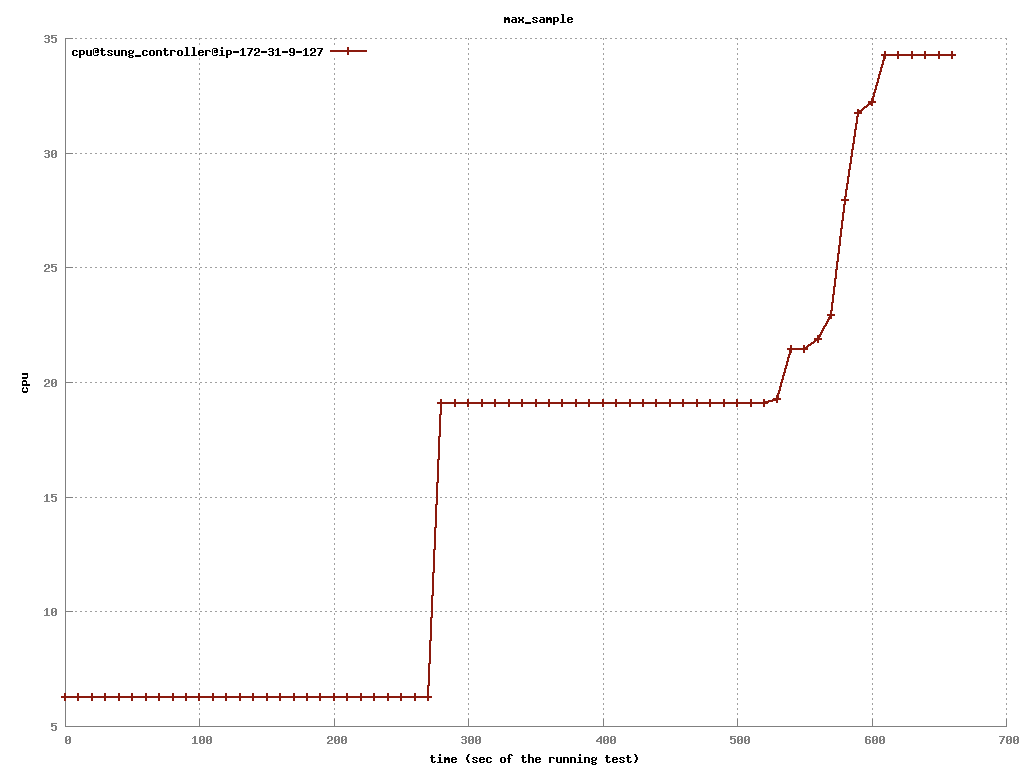 max_sample
35
cpu@tsung_controller@ip-172-31-9-127
30
25
cpu
20
15
10
5
0 100 200 300 400 500 600 700
time (sec of the running test)